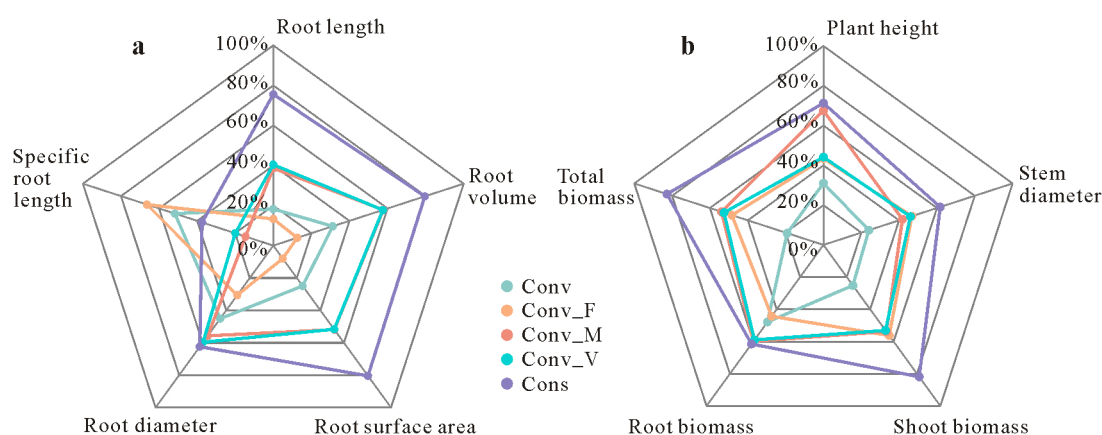 a
Root length
100%
80%
60%
40%
20%
0%
Specific
root
length
Root
volume
Root diameter
Root surface area
Conv
Conv_F
Conv_M
Conv_V
Cons
b
Plant height
100%
80%
60%
40%
20%
0%
Total
biomass
Stem
diameter
Root biomass
Shoot biomass